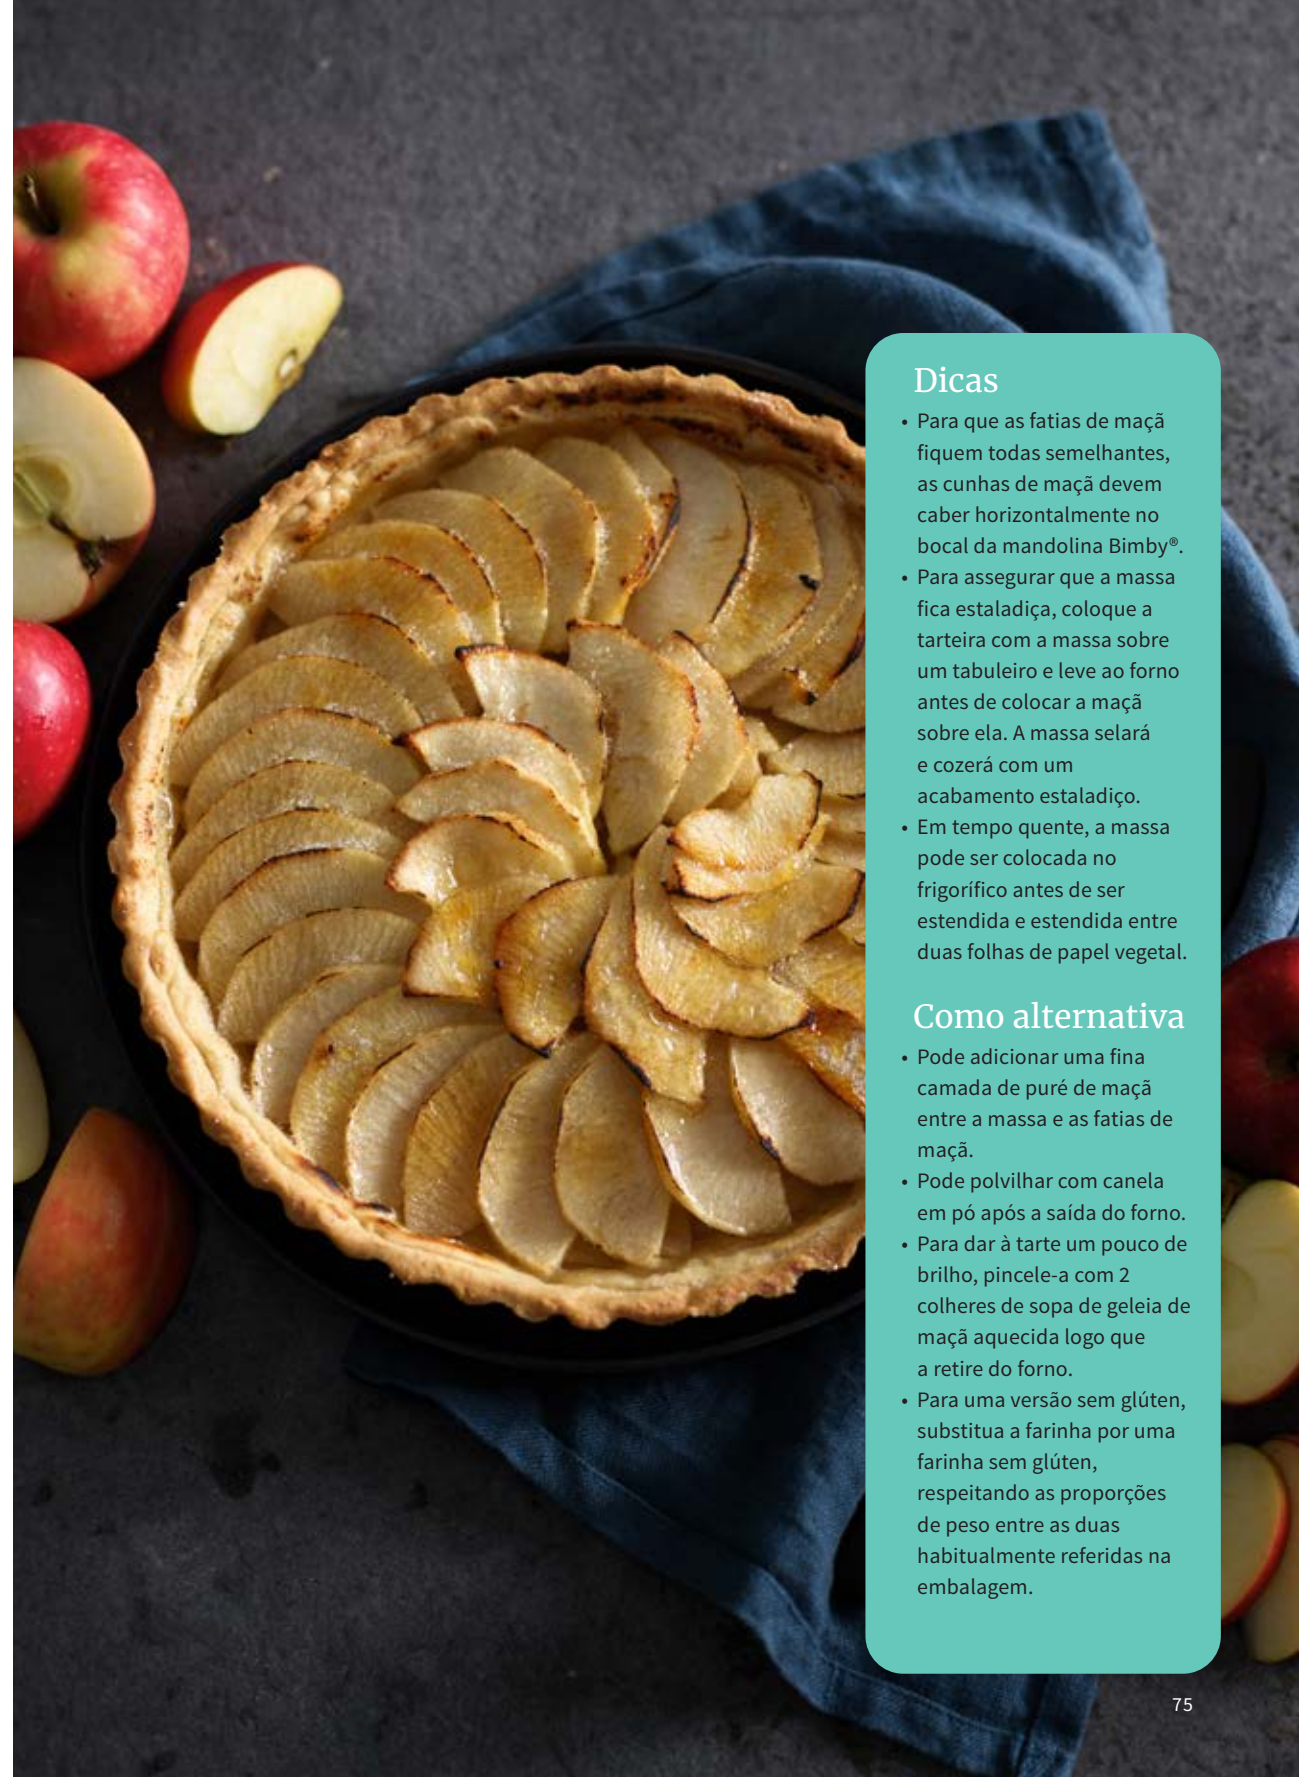 Dicas
• Para que as fatias de maçã
fiquem todas semelhantes,
as cunhas de maçã devem
caber horizontalmente no
bocal da mandolina Bimby®.
• Para assegurar que a massa
fica estaladiça, coloque a
tarteira com a massa sobre
um tabuleiro e leve ao forno
antes de colocar a maçã
sobre ela. A massa selará
e cozerá com um
acabamento estaladiço.
• Em tempo quente, a massa
pode ser colocada no
frigorífico antes de ser
estendida e estendida entre
duas folhas de papel vegetal.
Como alternativa
• Pode adicionar uma fina
camada de puré de maçã
entre a massa e as fatias de
maçã.
• Pode polvilhar com canela
em pó após a saída do forno.
• Para dar à tarte um pouco de
brilho, pincele-a com 2
colheres de sopa de geleia de
maçã aquecida logo que
a retire do forno.
• Para uma versão sem glúten,
substitua a farinha por uma
farinha sem glúten,
respeitando as proporções
de peso entre as duas
habitualmente referidas na
embalagem.
75